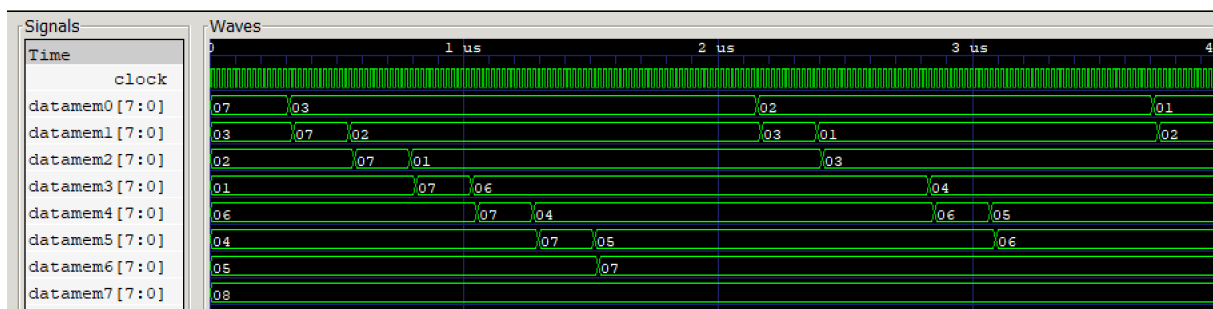 Signals Waves
Time 0 1 us 2 us 3 us 4
clock
datamem0[7:0] 07 03 02 01
datamem1[7:0] 03 07 02 03 01 02
datamem2[7:0] 02 07 01 03
datamem3[7:0] 01 07 06 04
datamem4[7:0] 06 07 04 06 05
datamem5[7:0] 04 07 05 06
datamem6[7:0] 05 07
datamem7[7:0] 08